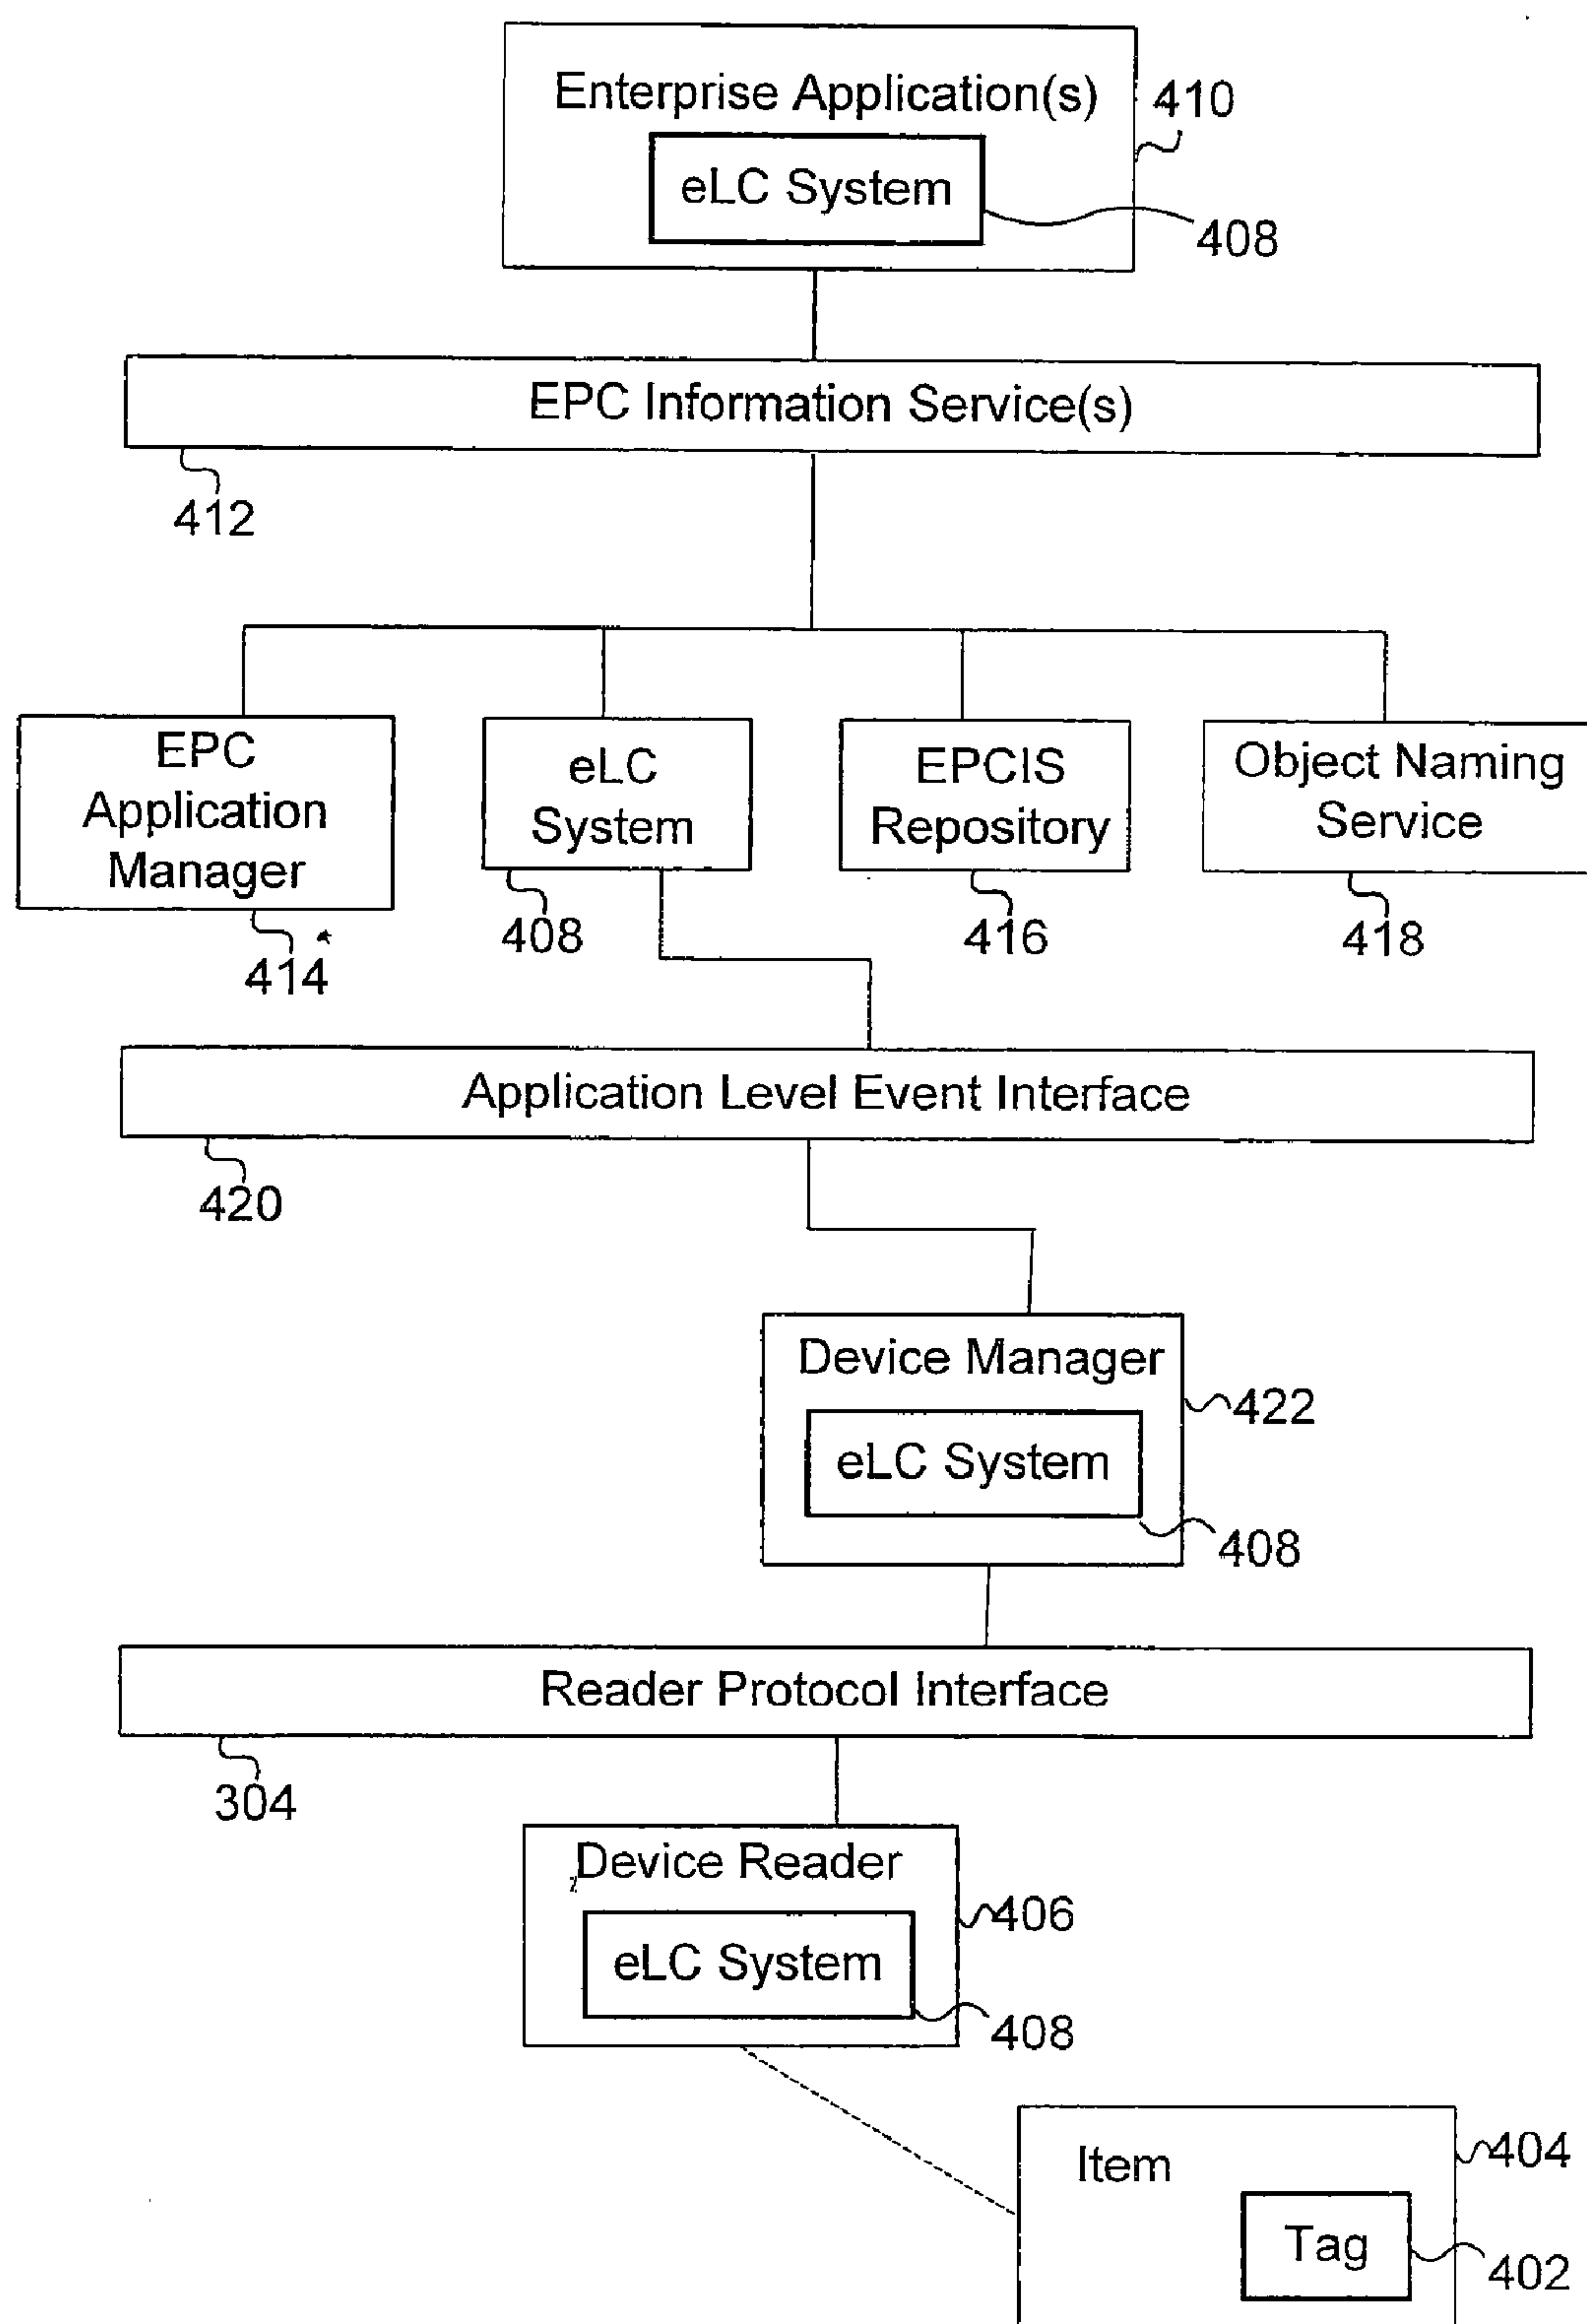 Enterprise Application(s)
410
eLC System
408
EPC Information Service(s)
412
EPC
Application
Manager
414
eLC
System
408
EPCIS
Repository
416
Object Naming
Service
418
Application Level Event Interface
420
Device Manager
422
eLC System
408
Reader Protocol Interface
304
Device Reader
406
eLC System
408
Item
404
Tag
402